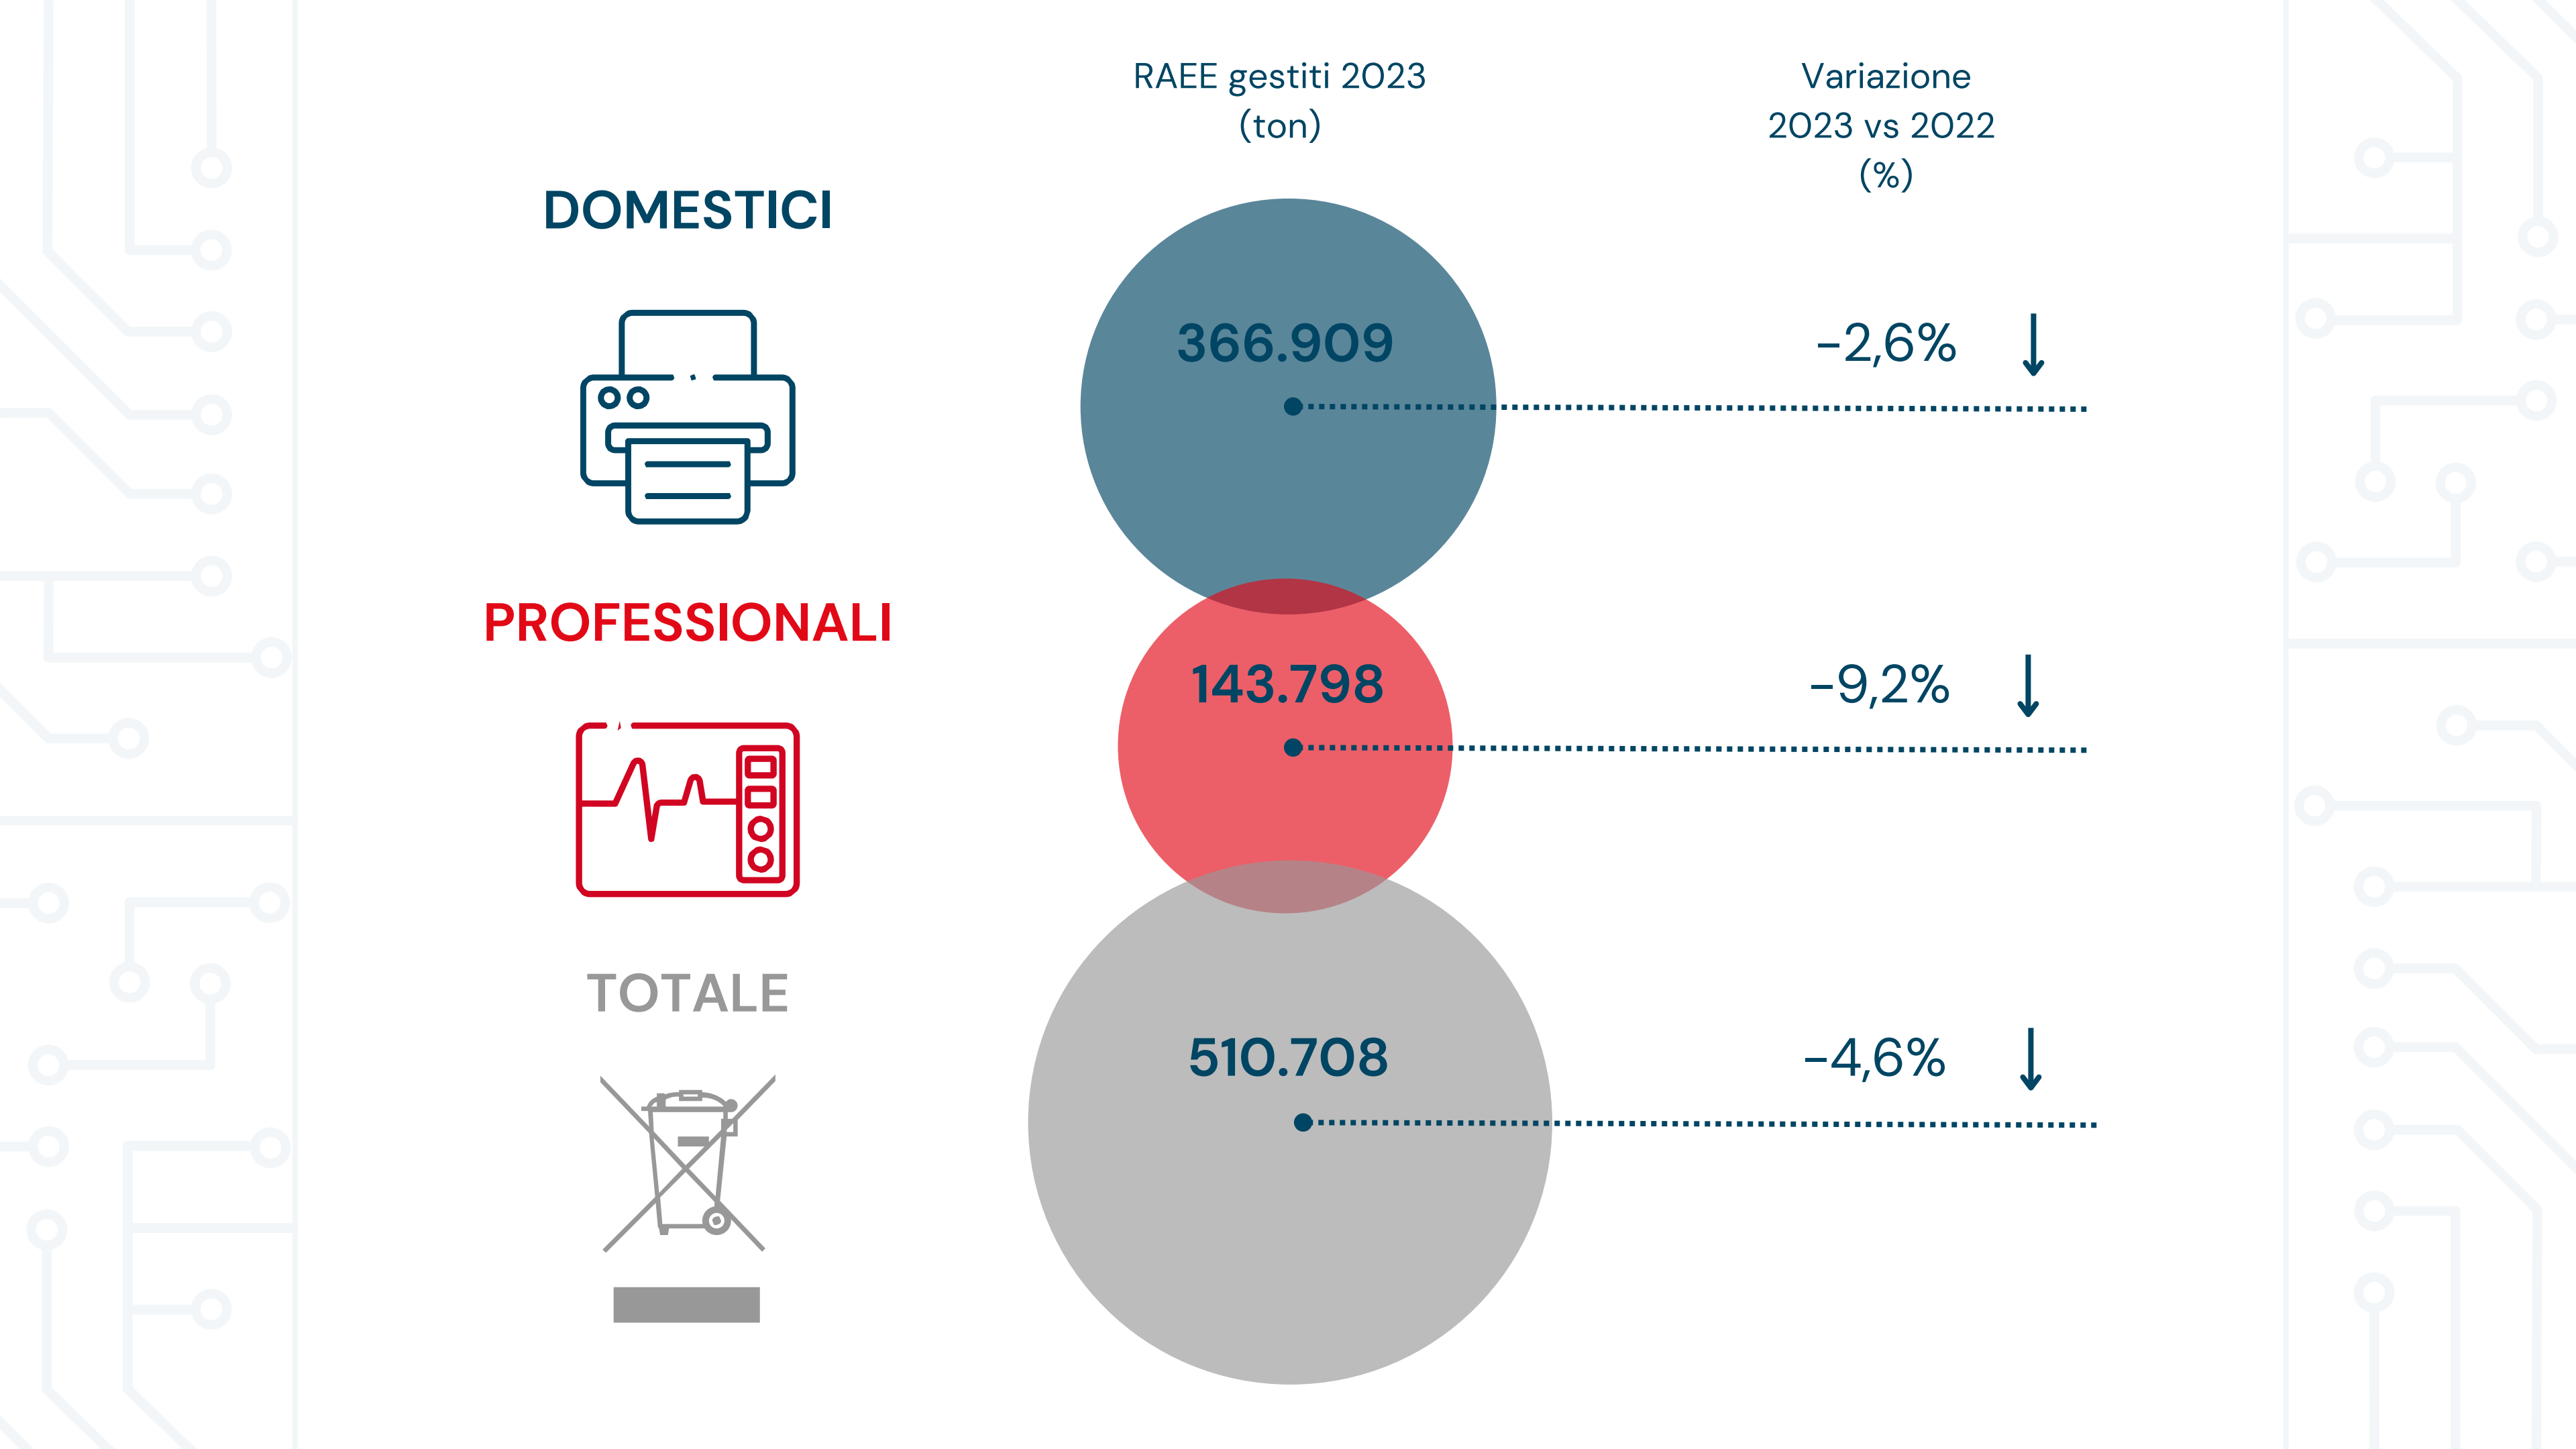 RAEE gestiti 2023
(ton)
Variazione
2023 vs 2022
(%)
DOMESTICI
366.909
-2,6%
PROFESSIONALI
143.798
-9,2%
TOTALE
510.708
-4,6%